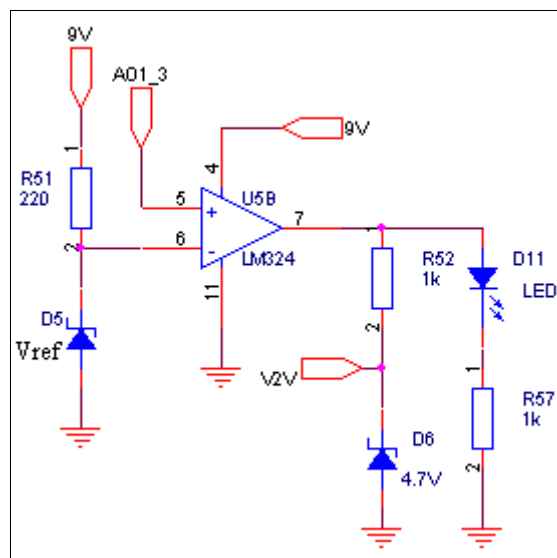 9V
A01_3
9V
1
R51
220
2
5
6
4
U5B
LM324
7
11
1
R52
1k
2
D11
LED
D5
Vref
V2V
1
R57
1k
2
D6
4.7V